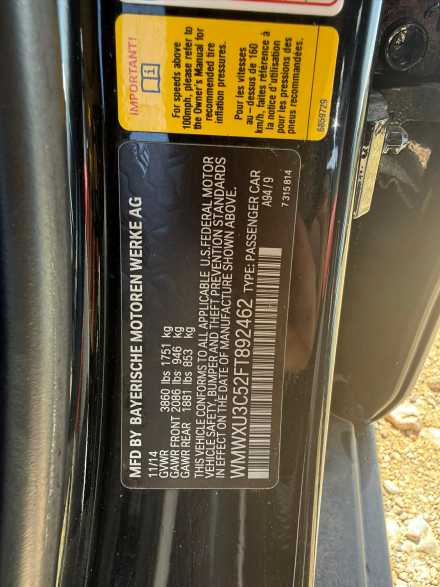 IMPORTANT!
For speeds above
100mph, please refer to
the Owner's Manual for
recommended tire
inflation pressures.
Pour les vitesses
au-dessus de 160
km/h, faites référence à
la notice d'utilisation
pour les pressions des
pneus recommandées.
6859729
MFD BY BAYERISCHE MOTOREN WERKE AG
11/14
GVWR 3860 lbs 1751 kg
GAWR FRONT 2086 lbs 946 kg
GAWR REAR 1881 lbs 853 kg
THIS VEHICLE CONFORMS TO ALL APPLICABLE U.S.FEDERAL MOTOR
VEHICLE SAFETY, BUMPER AND THEFT PREVENTION STANDARDS
IN EFFECT ON THE DATE OF MANUFACTURE SHOWN ABOVE.
WMWXU3C52FT892462 TYPE: PASSENGER CAR
A94/9
7 315 814